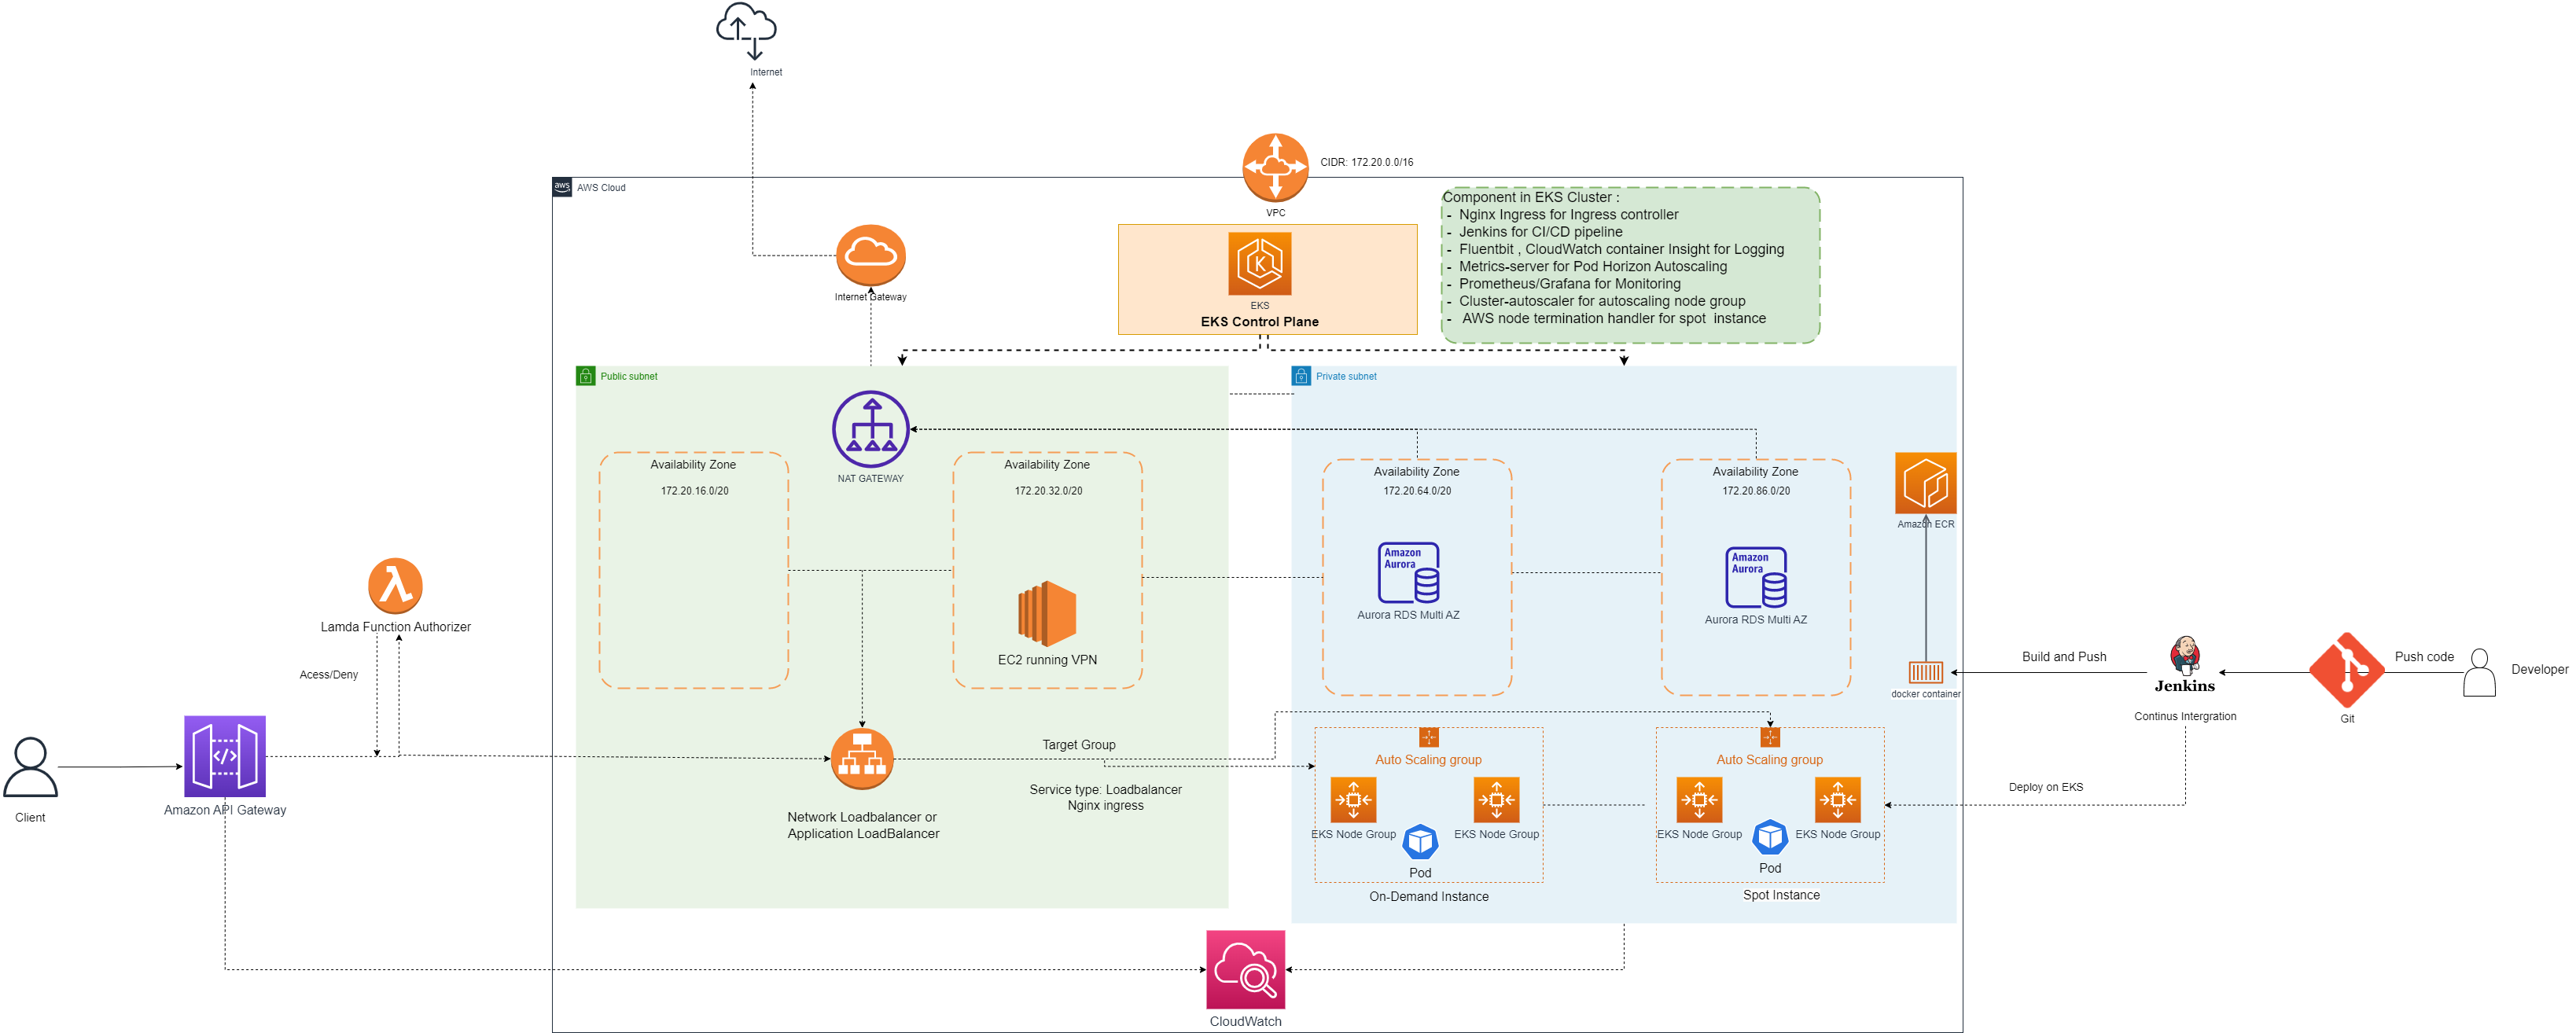 Internet
CIDR: 172.20.0.0/16
aws
AWS Cloud
VPC
Component in EKS Cluster :
- Nginx Ingress for Ingress controller
- Jenkins for CI/CD pipeline
- Fluentbit , CloudWatch container Insight for Logging
- Metrics-server for Pod Horizon Autoscaling
- Prometheus/Grafana for Monitoring
- Cluster-autoscaler for autoscaling node group
- AWS node termination handler for spot instance
Internet Gateway
K
EKS
EKS Control Plane
Public subnet
Private subnet
NAT GATEWAY
Availability Zone
172.20.16.0/20
Availability Zone
172.20.32.0/20
Availability Zone
172.20.64.0/20
Availability Zone
172.20.86.0/20
Amazon ECR
Amazon
Aurora
Aurora RDS Multi AZ
Amazon
Aurora
Aurora RDS Multi AZ
EC2 running VPN
docker container
Lamda Function Authorizer
Acess/Deny
Build and Push
Jenkins
Continus Intergration
Push code
Git
Developer
Client
Amazon API Gateway
Target Group
Service type: Loadbalancer
Nginx ingress
Network Loadbalancer or
Application LoadBalancer
Auto Scaling group
EKS Node Group
EKS Node Group
Pod
On-Demand Instance
Auto Scaling group
EKS Node Group
EKS Node Group
Pod
Spot Instance
Deploy on EKS
CloudWatch